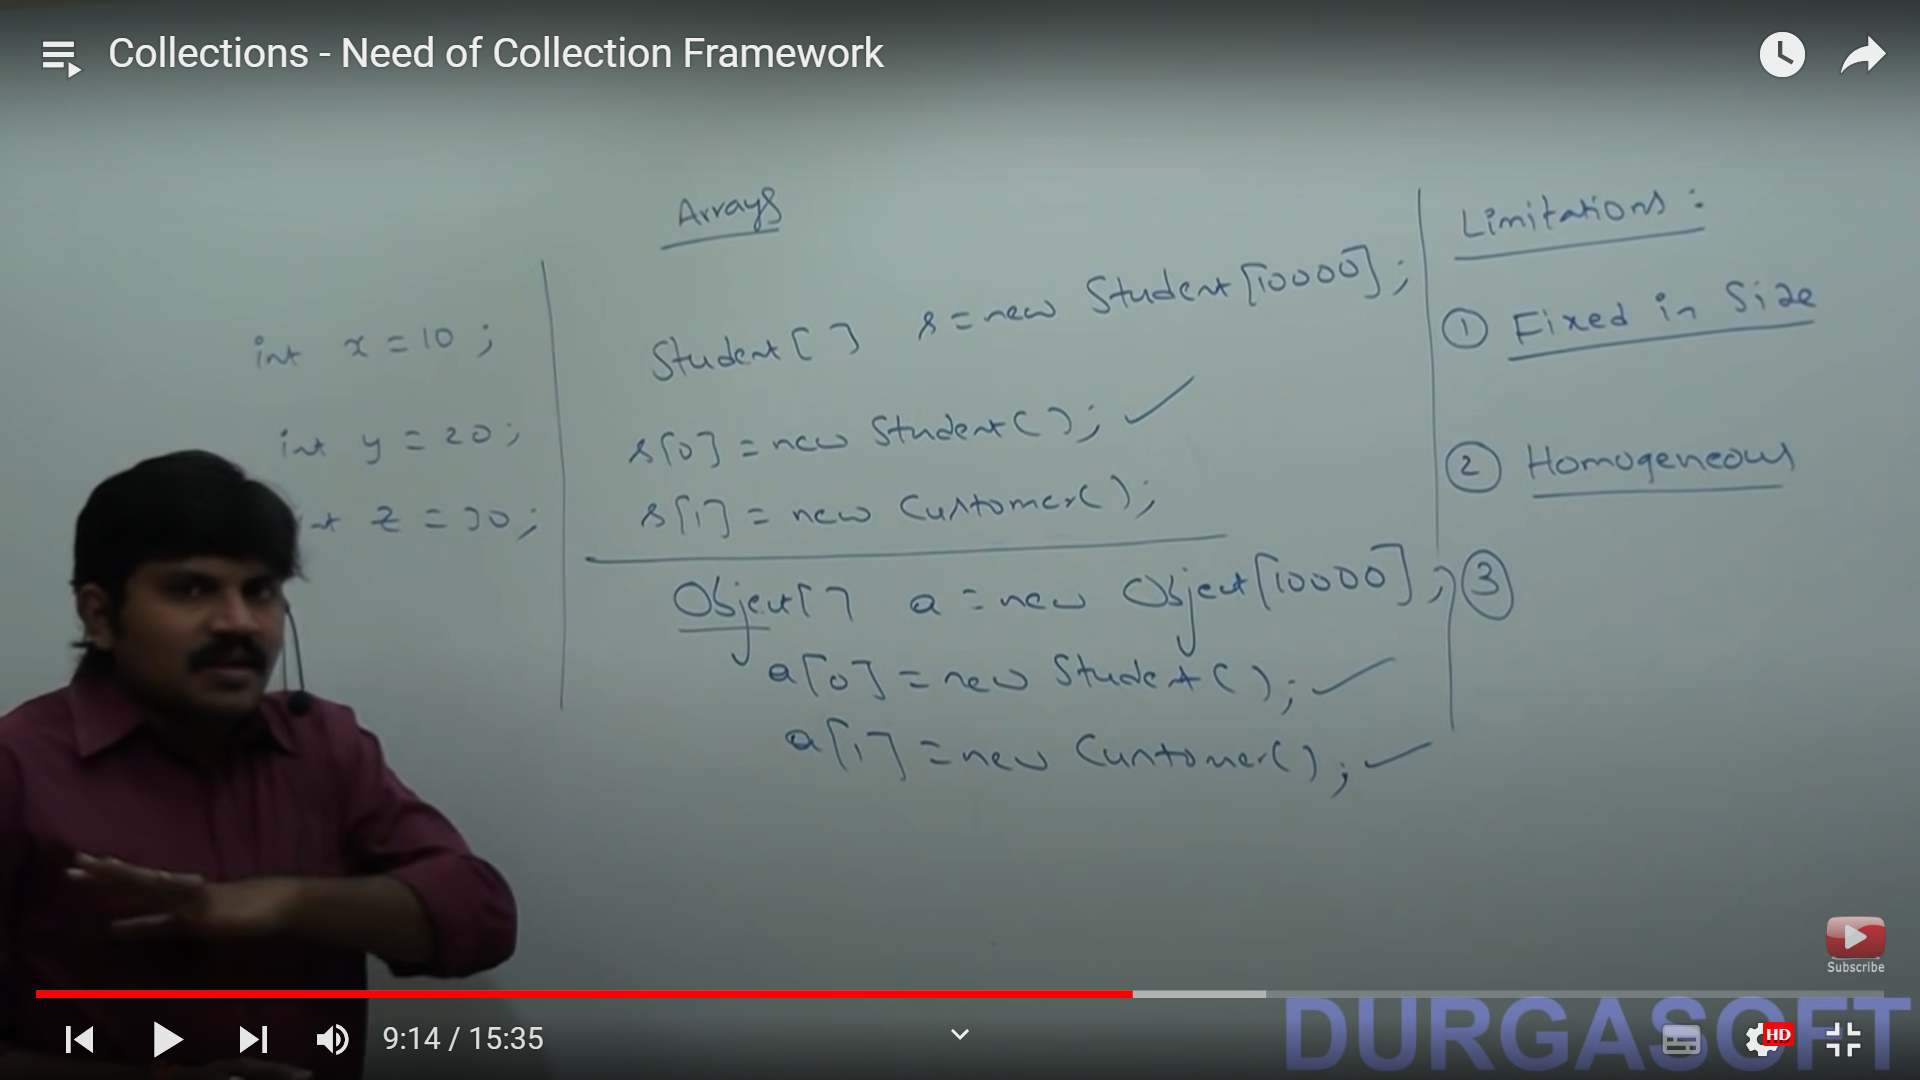 Collections - Need of Collection Framework
Arrays
int x = 10 ;
int y = 20 ;
int z = 30 ;
Student [ ] s = new Student [10000] ;
s[0] = new Student ( ) ;
s[1] = new Customer ( ) ;
Object [ ] a = new Object [10000] ;
a[0] = new Student ( ) ;
a[1] = new Customer ( ) ;
Limitations :
① Fixed in Size
② Homogeneous
③
Subscribe
9:14 / 15:35
HD
DURGASOFT